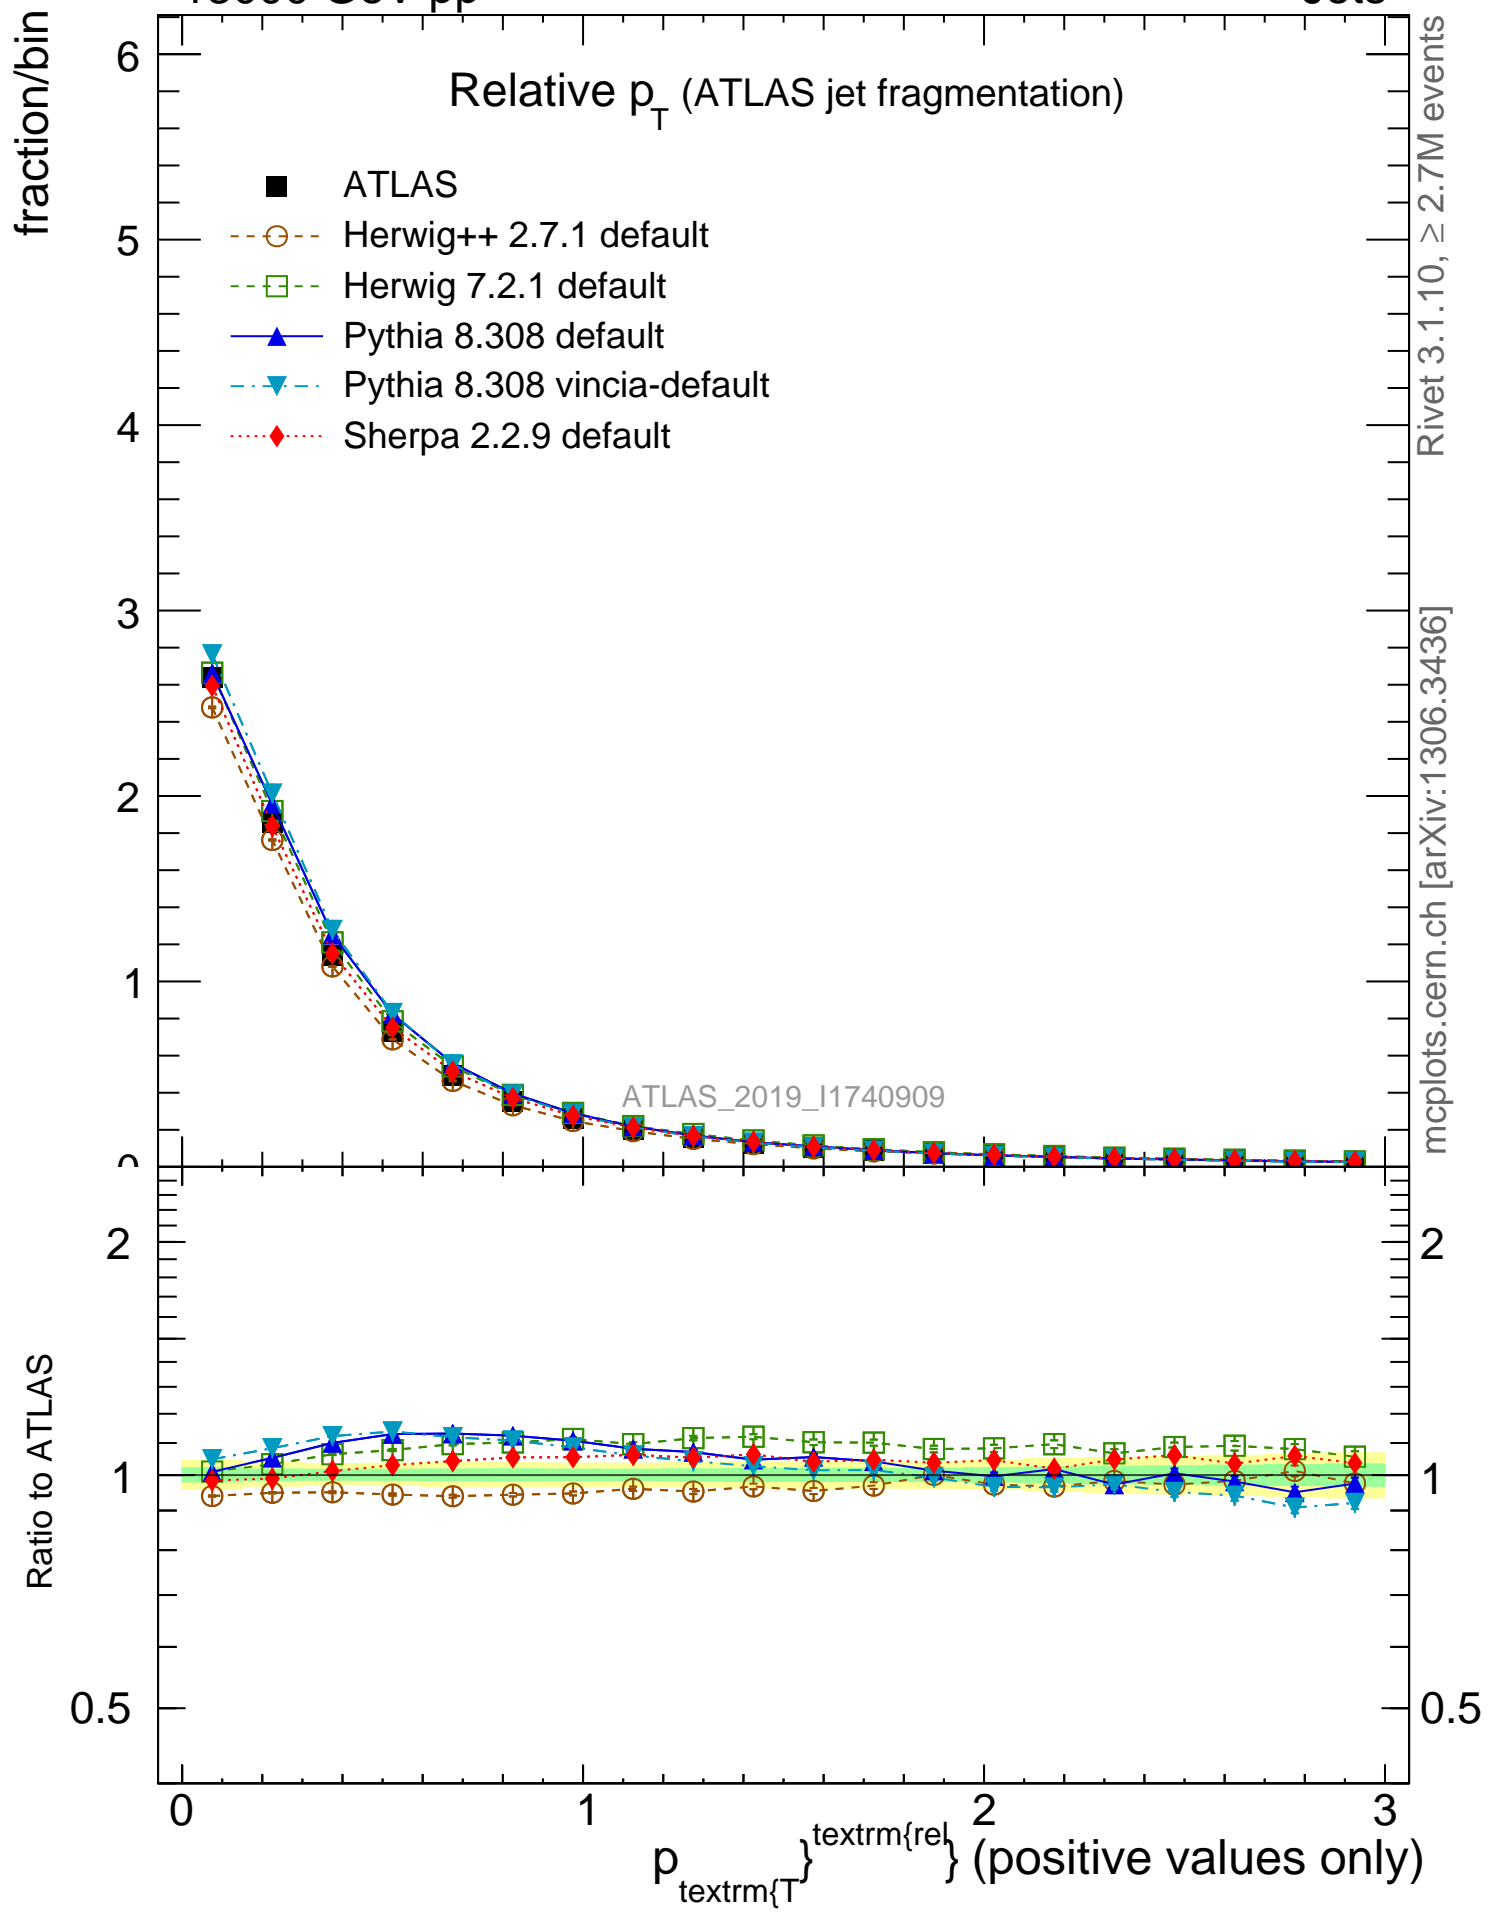 fraction/bin
Relative p_T (ATLAS jet fragmentation)
ATLAS
Herwig++ 2.7.1 default
Herwig 7.2.1 default
Pythia 8.308 default
Pythia 8.308 vincia-default
Sherpa 2.2.9 default
6
5
4
3
2
1
0
ATLAS_2019_I1740909
Rivet 3.1.10, ≥ 2.7M events
mcplots.cern.ch [arXiv:1306.3436]
Ratio to ATLAS
2
1
0.5
2
1
0.5
0
1
2
3
p_textrm{T}^textrm{rel} (positive values only)